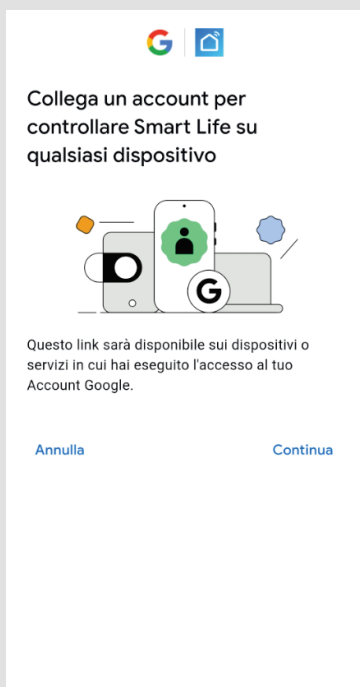 Collega un account per
controllare Smart Life su
qualsiasi dispositivo
G
Questo link sarà disponibile sui dispositivi o
servizi in cui hai eseguito l'accesso al tuo
Account Google.
Annulla Continua